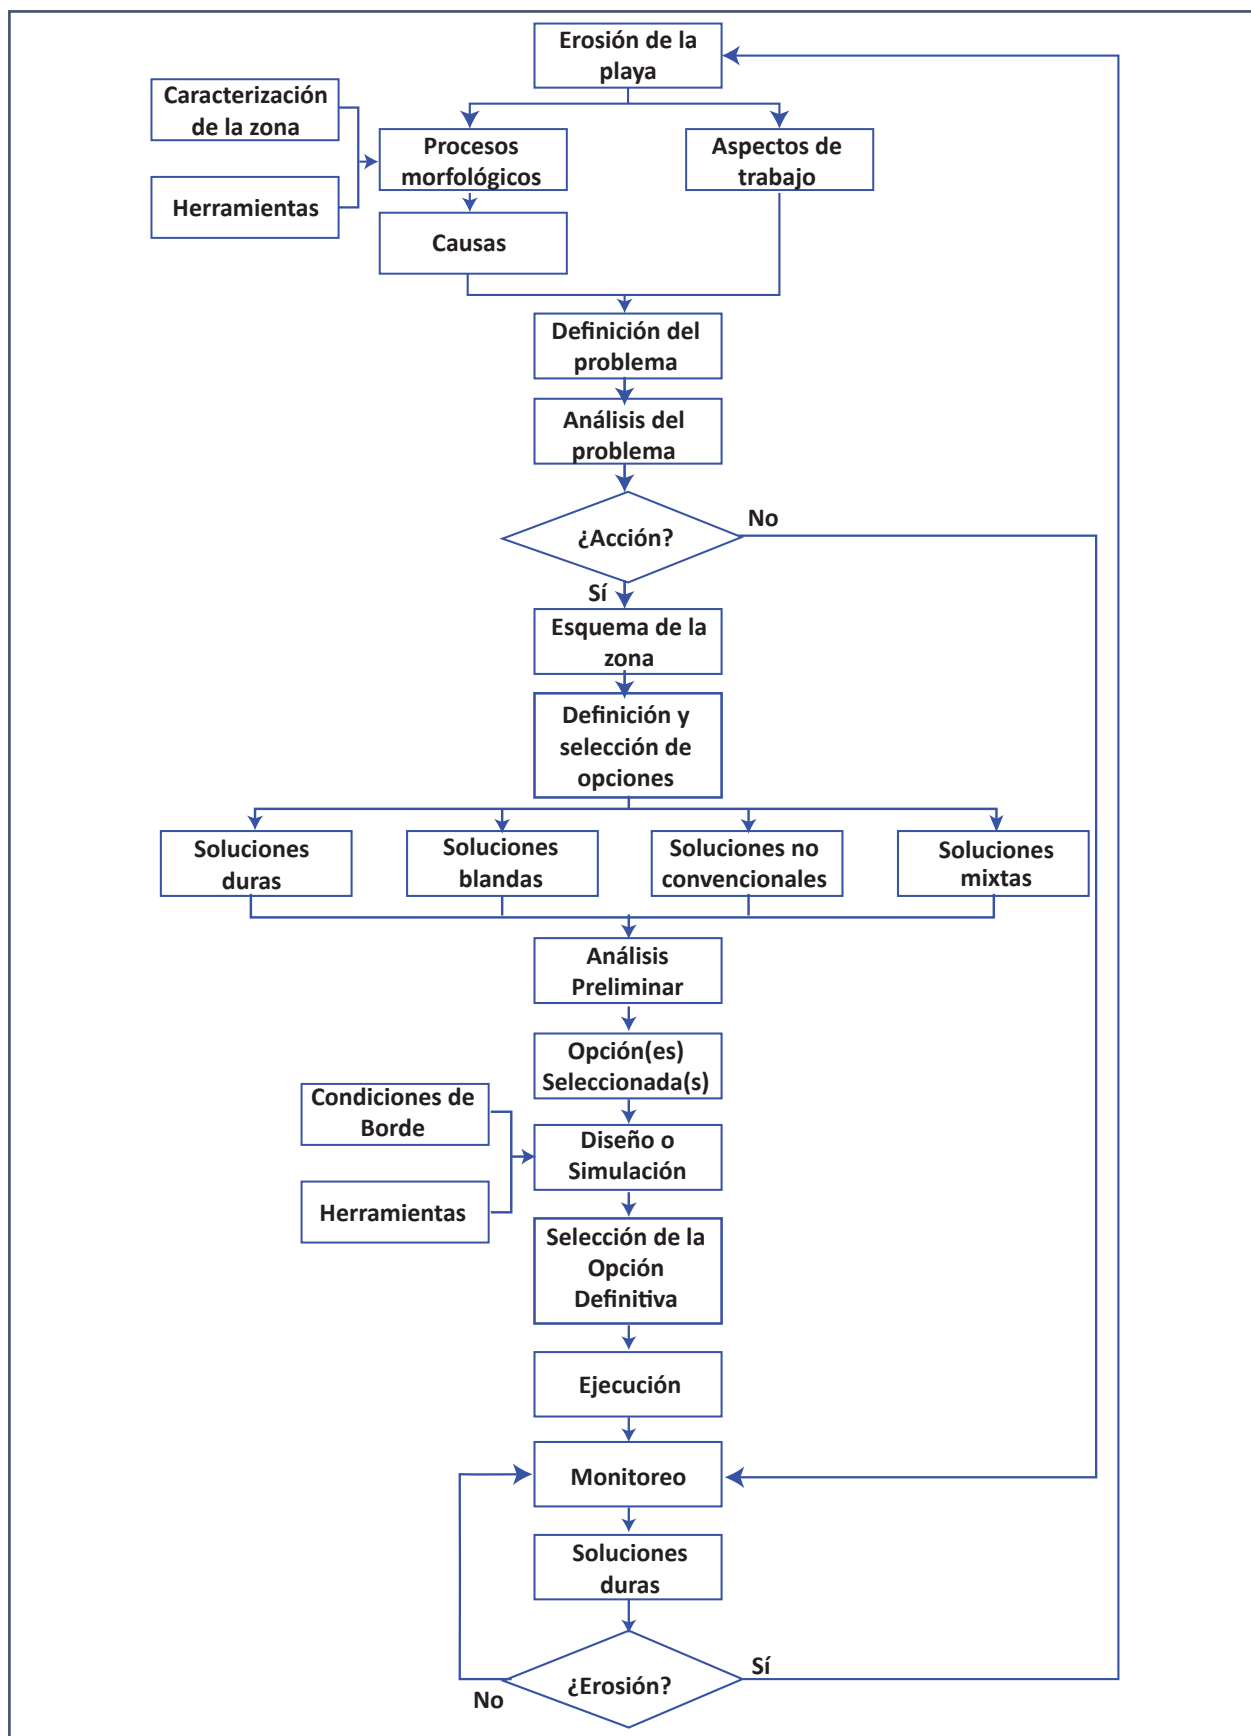 Erosión de la
playa
Caracterización
de la zona
Herramientas
Procesos
morfológicos
Aspectos de
trabajo
Causas
Definición del
problema
Análisis del
problema
¿Acción?
No
Sí
Esquema de la
zona
Definición y
selección de
opciones
Soluciones
duras
Soluciones
blandas
Soluciones no
convencionales
Soluciones
mixtas
Análisis
Preliminar
Opción(es)
Seleccionada(s)
Condiciones de
Borde
Herramientas
Diseño o
Simulación
Selección de la
Opción
Definitiva
Ejecución
Monitoreo
Soluciones
duras
¿Erosión?
Sí
No